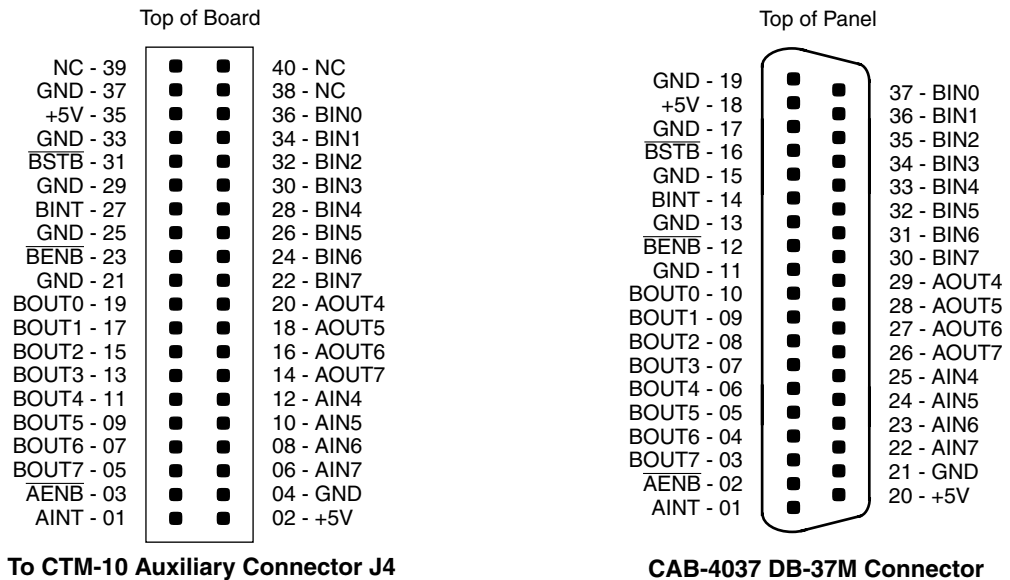 Top of Board
NC - 39
GND - 37
+5V - 35
GND - 33
BSTB - 31
GND - 29
BINT - 27
GND - 25
BENB - 23
GND - 21
BOUT0 - 19
BOUT1 - 17
BOUT2 - 15
BOUT3 - 13
BOUT4 - 11
BOUT5 - 09
BOUT6 - 07
BOUT7 - 05
AENB - 03
AINT - 01
40 - NC
38 - NC
36 - BIN0
34 - BIN1
32 - BIN2
30 - BIN3
28 - BIN4
26 - BIN5
24 - BIN6
22 - BIN7
20 - AOUT4
18 - AOUT5
16 - AOUT6
14 - AOUT7
12 - AIN4
10 - AIN5
08 - AIN6
06 - AIN7
04 - GND
02 - +5V
To CTM-10 Auxiliary Connector J4
Top of Panel
GND - 19
+5V - 18
GND - 17
BSTB - 16
GND - 15
BINT - 14
GND - 13
BENB - 12
GND - 11
BOUT0 - 10
BOUT1 - 09
BOUT2 - 08
BOUT3 - 07
BOUT4 - 06
BOUT5 - 05
BOUT6 - 04
BOUT7 - 03
AENB - 02
AINT - 01
37 - BIN0
36 - BIN1
35 - BIN2
34 - BIN3
33 - BIN4
32 - BIN5
31 - BIN6
30 - BIN7
29 - AOUT4
28 - AOUT5
27 - AOUT6
26 - AOUT7
25 - AIN4
24 - AIN5
23 - AIN6
22 - AIN7
21 - GND
20 - +5V
CAB-4037 DB-37M Connector